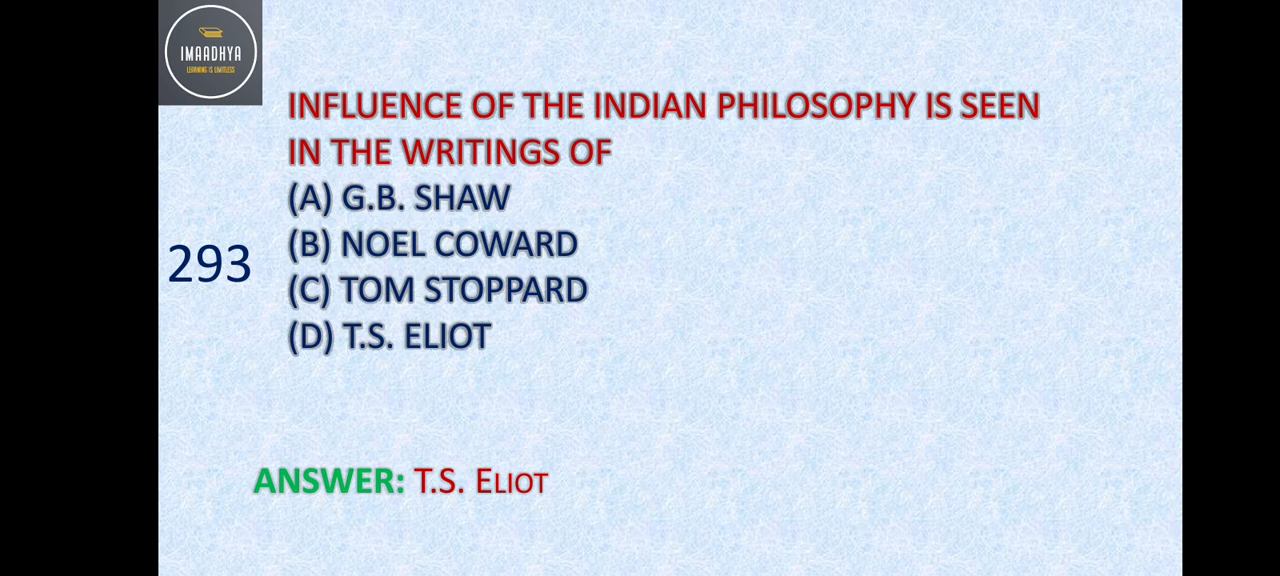 IMAADHYA
LEARNING IS LIMITLESS
INFLUENCE OF THE INDIAN PHILOSOPHY IS SEEN
IN THE WRITINGS OF
(A) G.B. SHAW
(B) NOEL COWARD
293
(C) TOM STOPPARD
(D) T.S. ELIOT
ANSWER: T.S. ELIOT